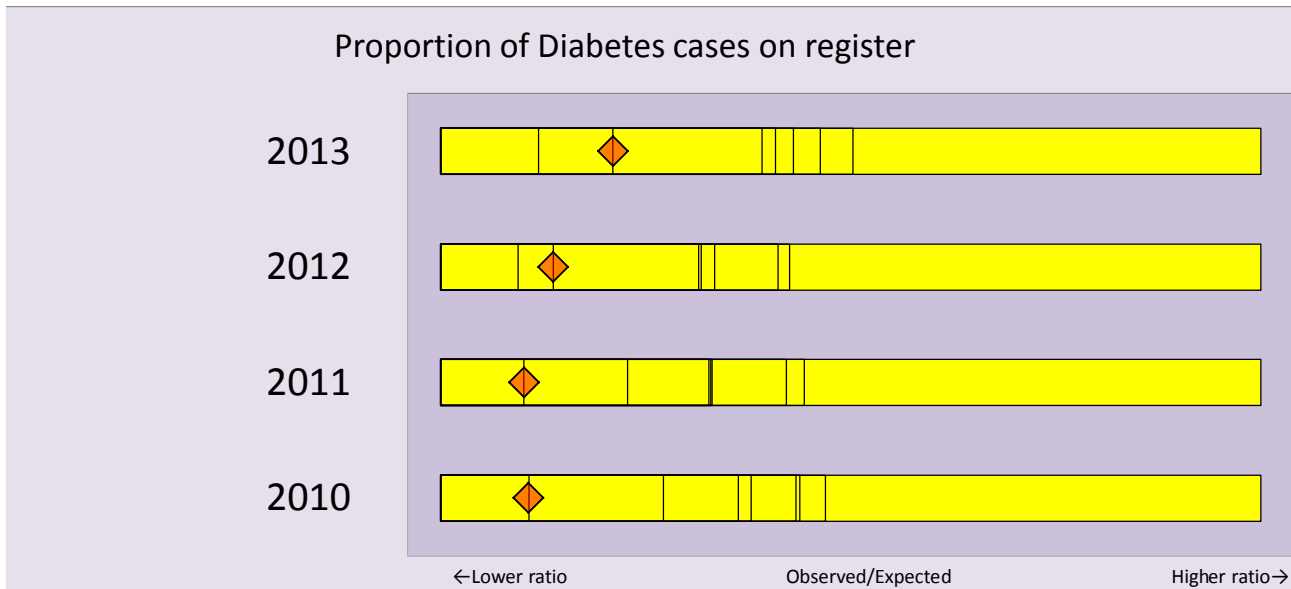 Proportion of Diabetes cases on register
2013
2012
2011
2010
←Lower ratio Observed/Expected Higher ratio→